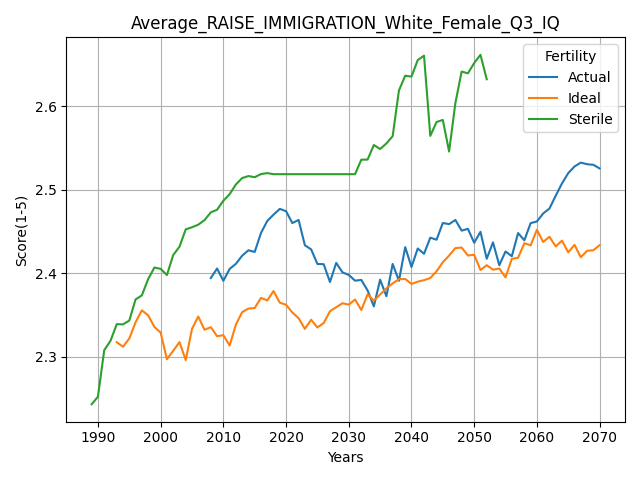 Average_RAISE_IMMIGRATION_White_Female_Q3_IQ
Fertility
Actual
Ideal
Sterile
Score(1-5)
2.6
2.5
2.4
2.3
1990 2000 2010 2020 2030 2040 2050 2060 2070
Years